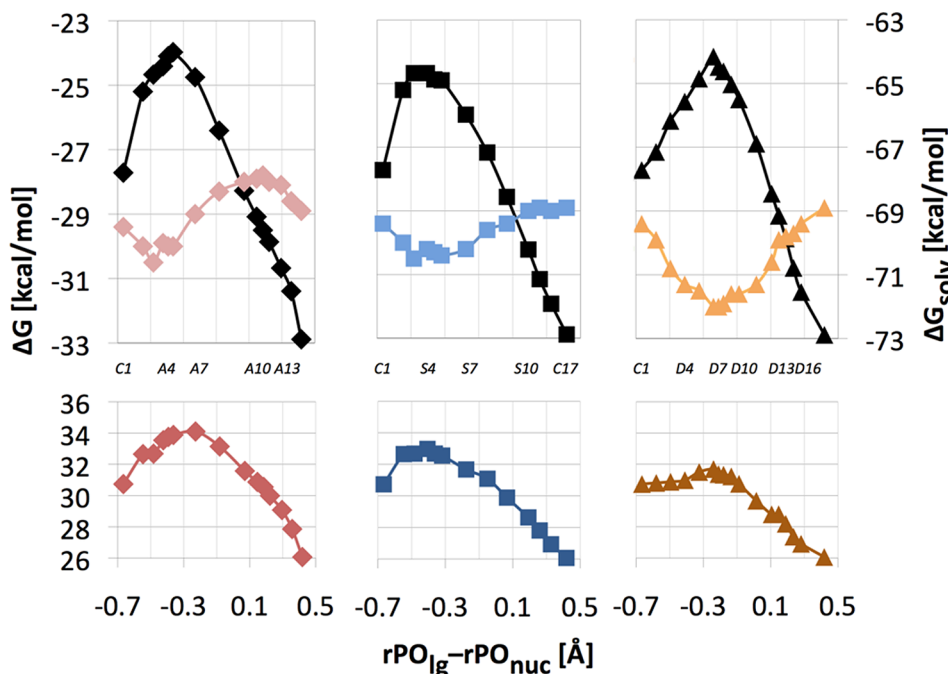 -23
-25
-27
-29
-31
-33
ΔG [kcal/mol]
-63
-65
-67
-69
-71
-73
ΔGsolv [kcal/mol]
C1 A4 A7 A10 A13
C1 S4 S7 S10 C17
C1 D4 D7 D10 D13 D16
36
34
32
30
28
26
-0.7 -0.3 0.1 0.5
-0.7 -0.3 0.1 0.5
-0.7 -0.3 0.1 0.5
rPOlg–rPOnuc [Å]